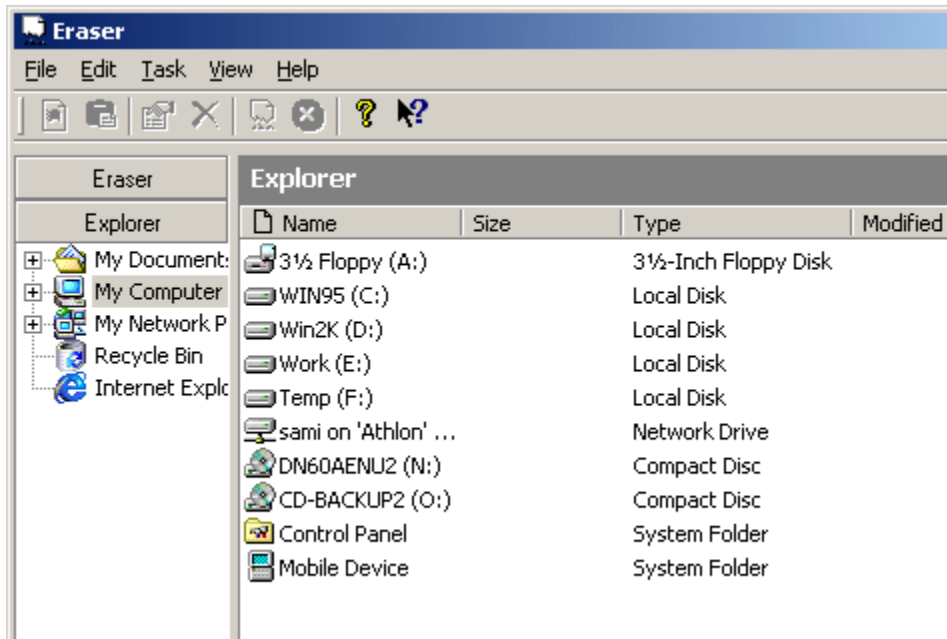 Eraser
File Edit Task View Help
Eraser
Explorer
My Document
My Computer
My Network P
Recycle Bin
Internet Explo
Explorer
Name Size Type Modified
3½ Floppy (A:) 3½-Inch Floppy Disk
WIN95 (C:) Local Disk
Win2K (D:) Local Disk
Work (E:) Local Disk
Temp (F:) Local Disk
sami on 'Athlon' ... Network Drive
DN60AENU2 (N:) Compact Disc
CD-BACKUP2 (O:) Compact Disc
Control Panel System Folder
Mobile Device System Folder